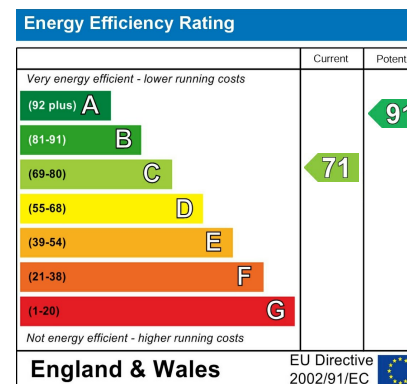 Energy Efficiency Rating
Current Potent
Very energy efficient - lower running costs
(92 plus) A
(81-91) B
(69-80) C
(55-68) D
(39-54) E
(21-38) F
(1-20) G
71
91
Not energy efficient - higher running costs
England & Wales
EU Directive
2002/91/EC